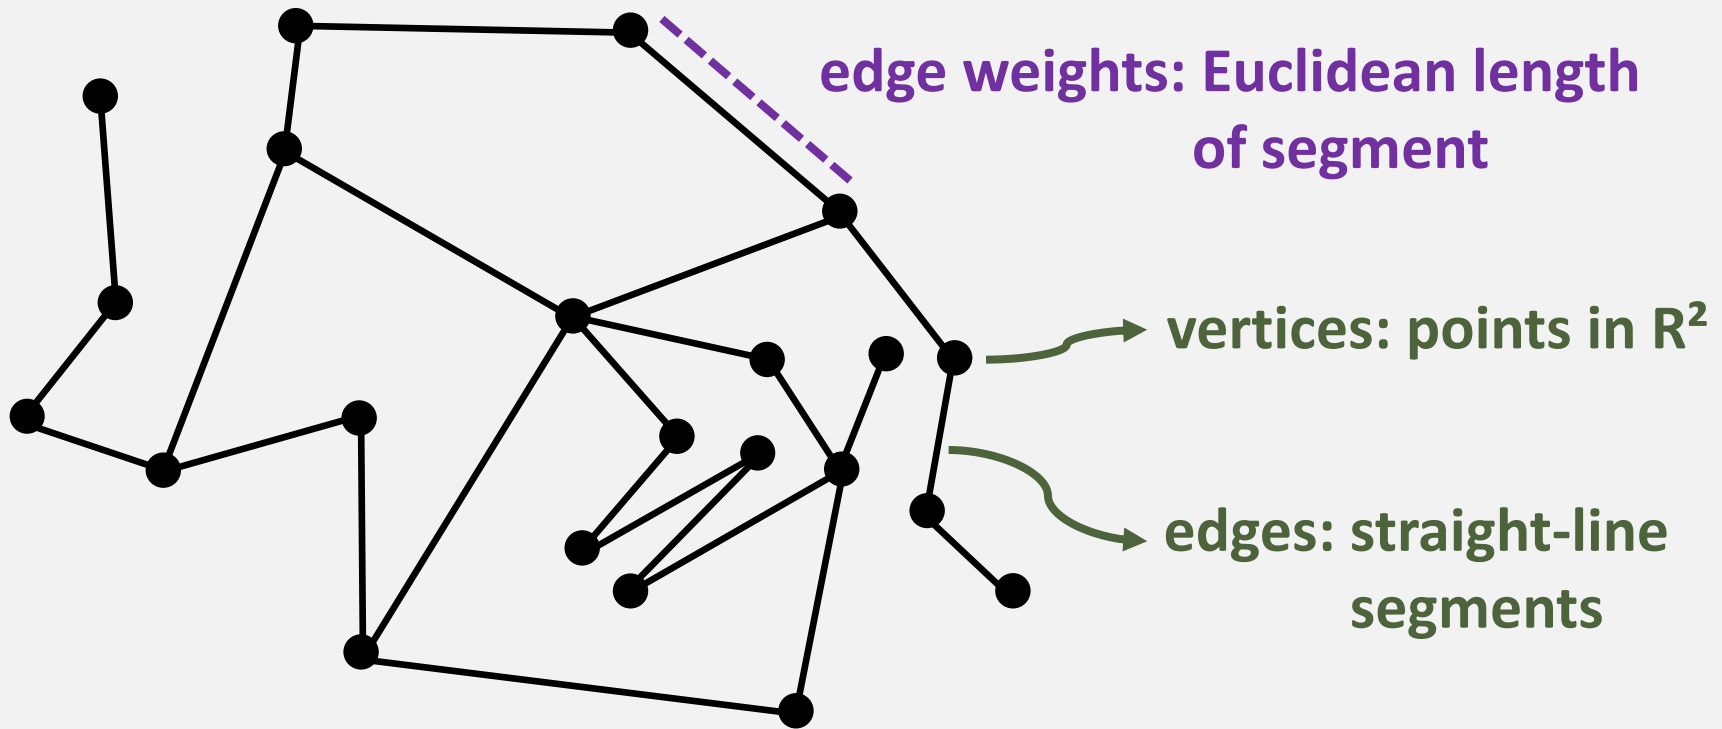 edge weights: Euclidean length
of segment
vertices: points in R²
edges: straight-line
segments